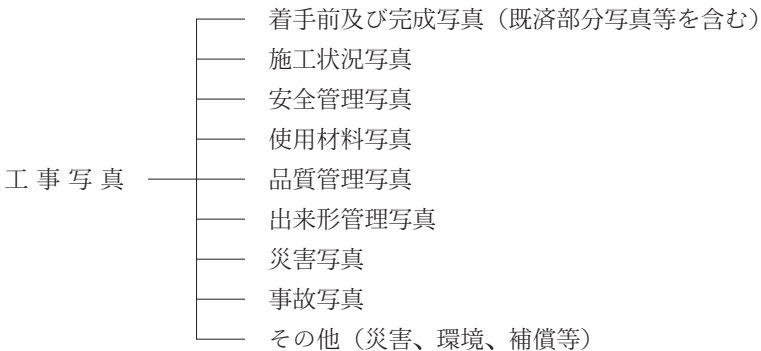 着手前及び完成写真（既済部分写真等を含む）
施工状況写真
安全管理写真
使用材料写真
工事写真
品質管理写真
出来形管理写真
災害写真
事故写真
その他（災害、環境、補償等）